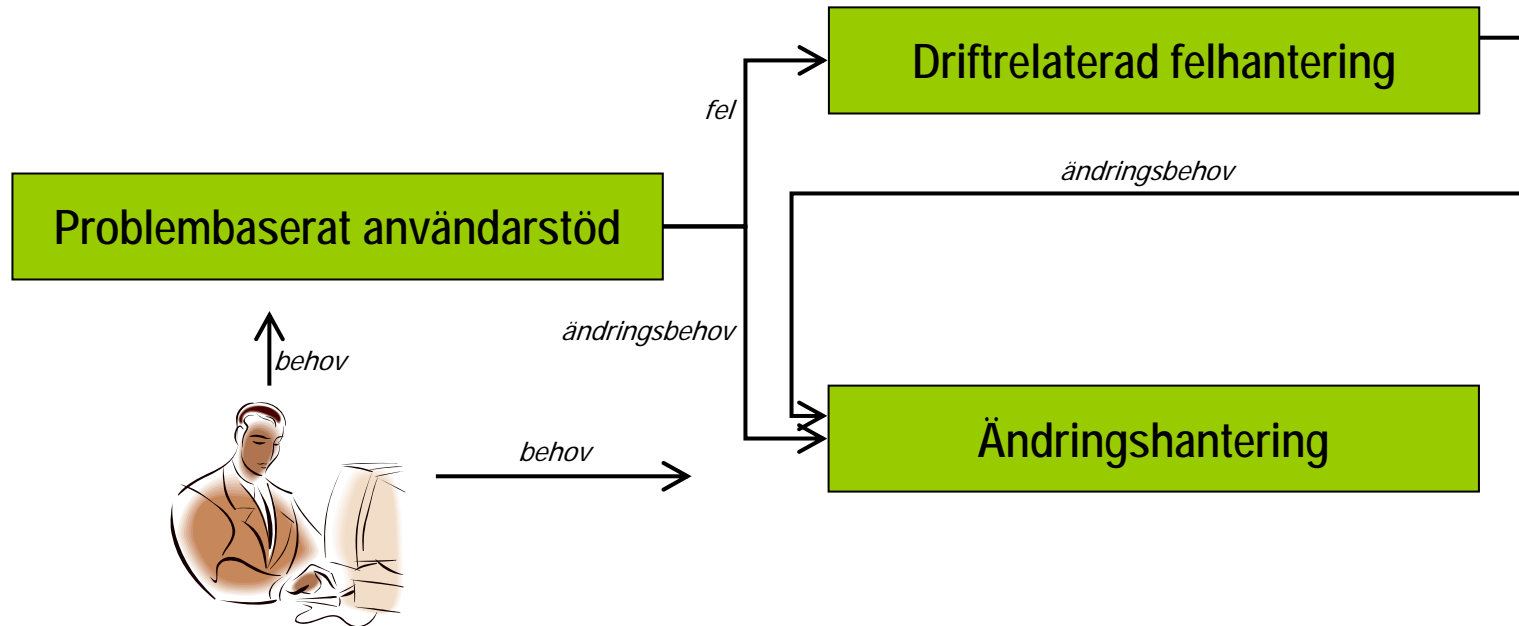 Driftrelaterad felhantering
fel
ändringsbehov
Problembaserat användarstöd
ändringsbehov
behov
Ändringshantering
behov